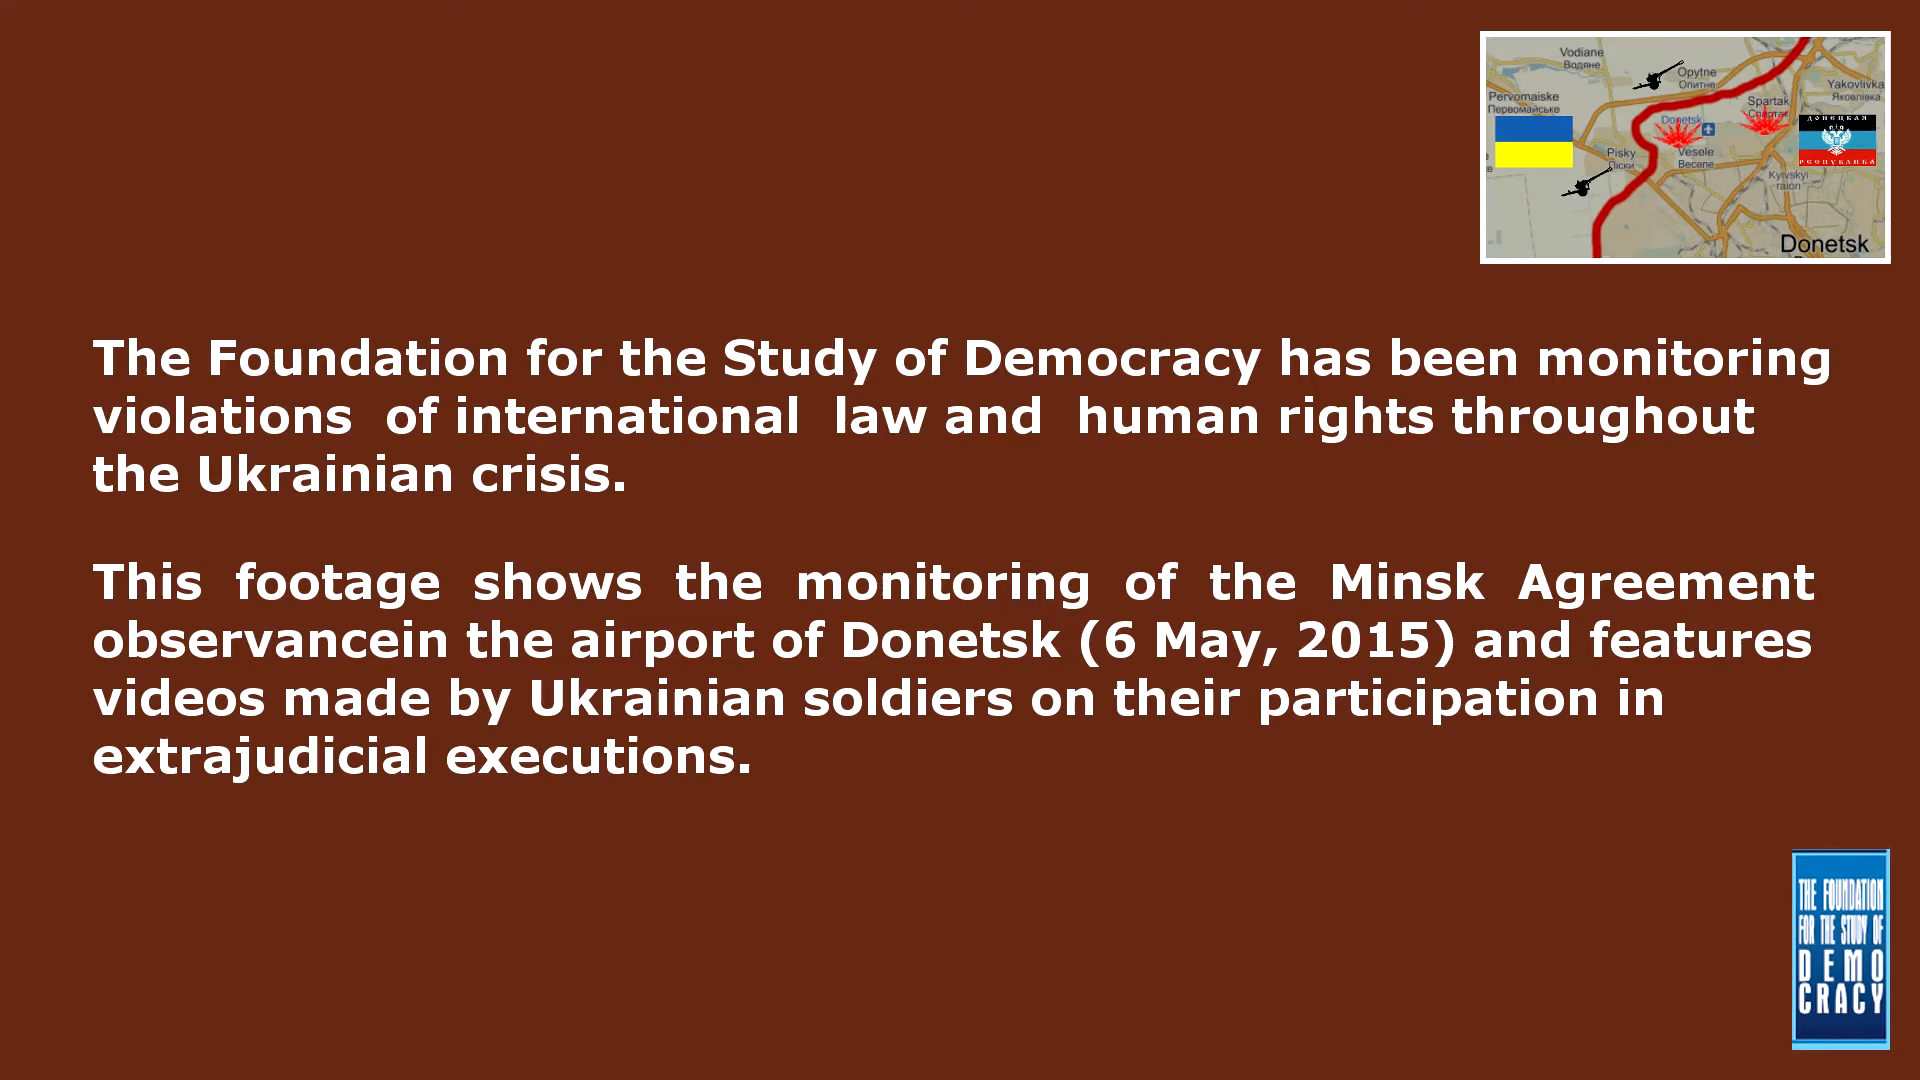 Vodiane
Водяне
Opytne
Опитне
Yakovlivka
Яковлівка
Pervomaiske
Первомайське
Spartak
Спартак
Donetsk
ДОНЕЦКАЯ
РЕСПУБЛИКА
Pisky
Піски
Vesele
Веселе
Kyivskyi
raion
Donetsk
The Foundation for the Study of Democracy has been monitoring
violations of international law and human rights throughout
the Ukrainian crisis.
This footage shows the monitoring of the Minsk Agreement
observancein the airport of Donetsk (6 May, 2015) and features
videos made by Ukrainian soldiers on their participation in
extrajudicial executions.
THE FOUNDATION
FOR THE STUDY OF
DEMO
CRACY